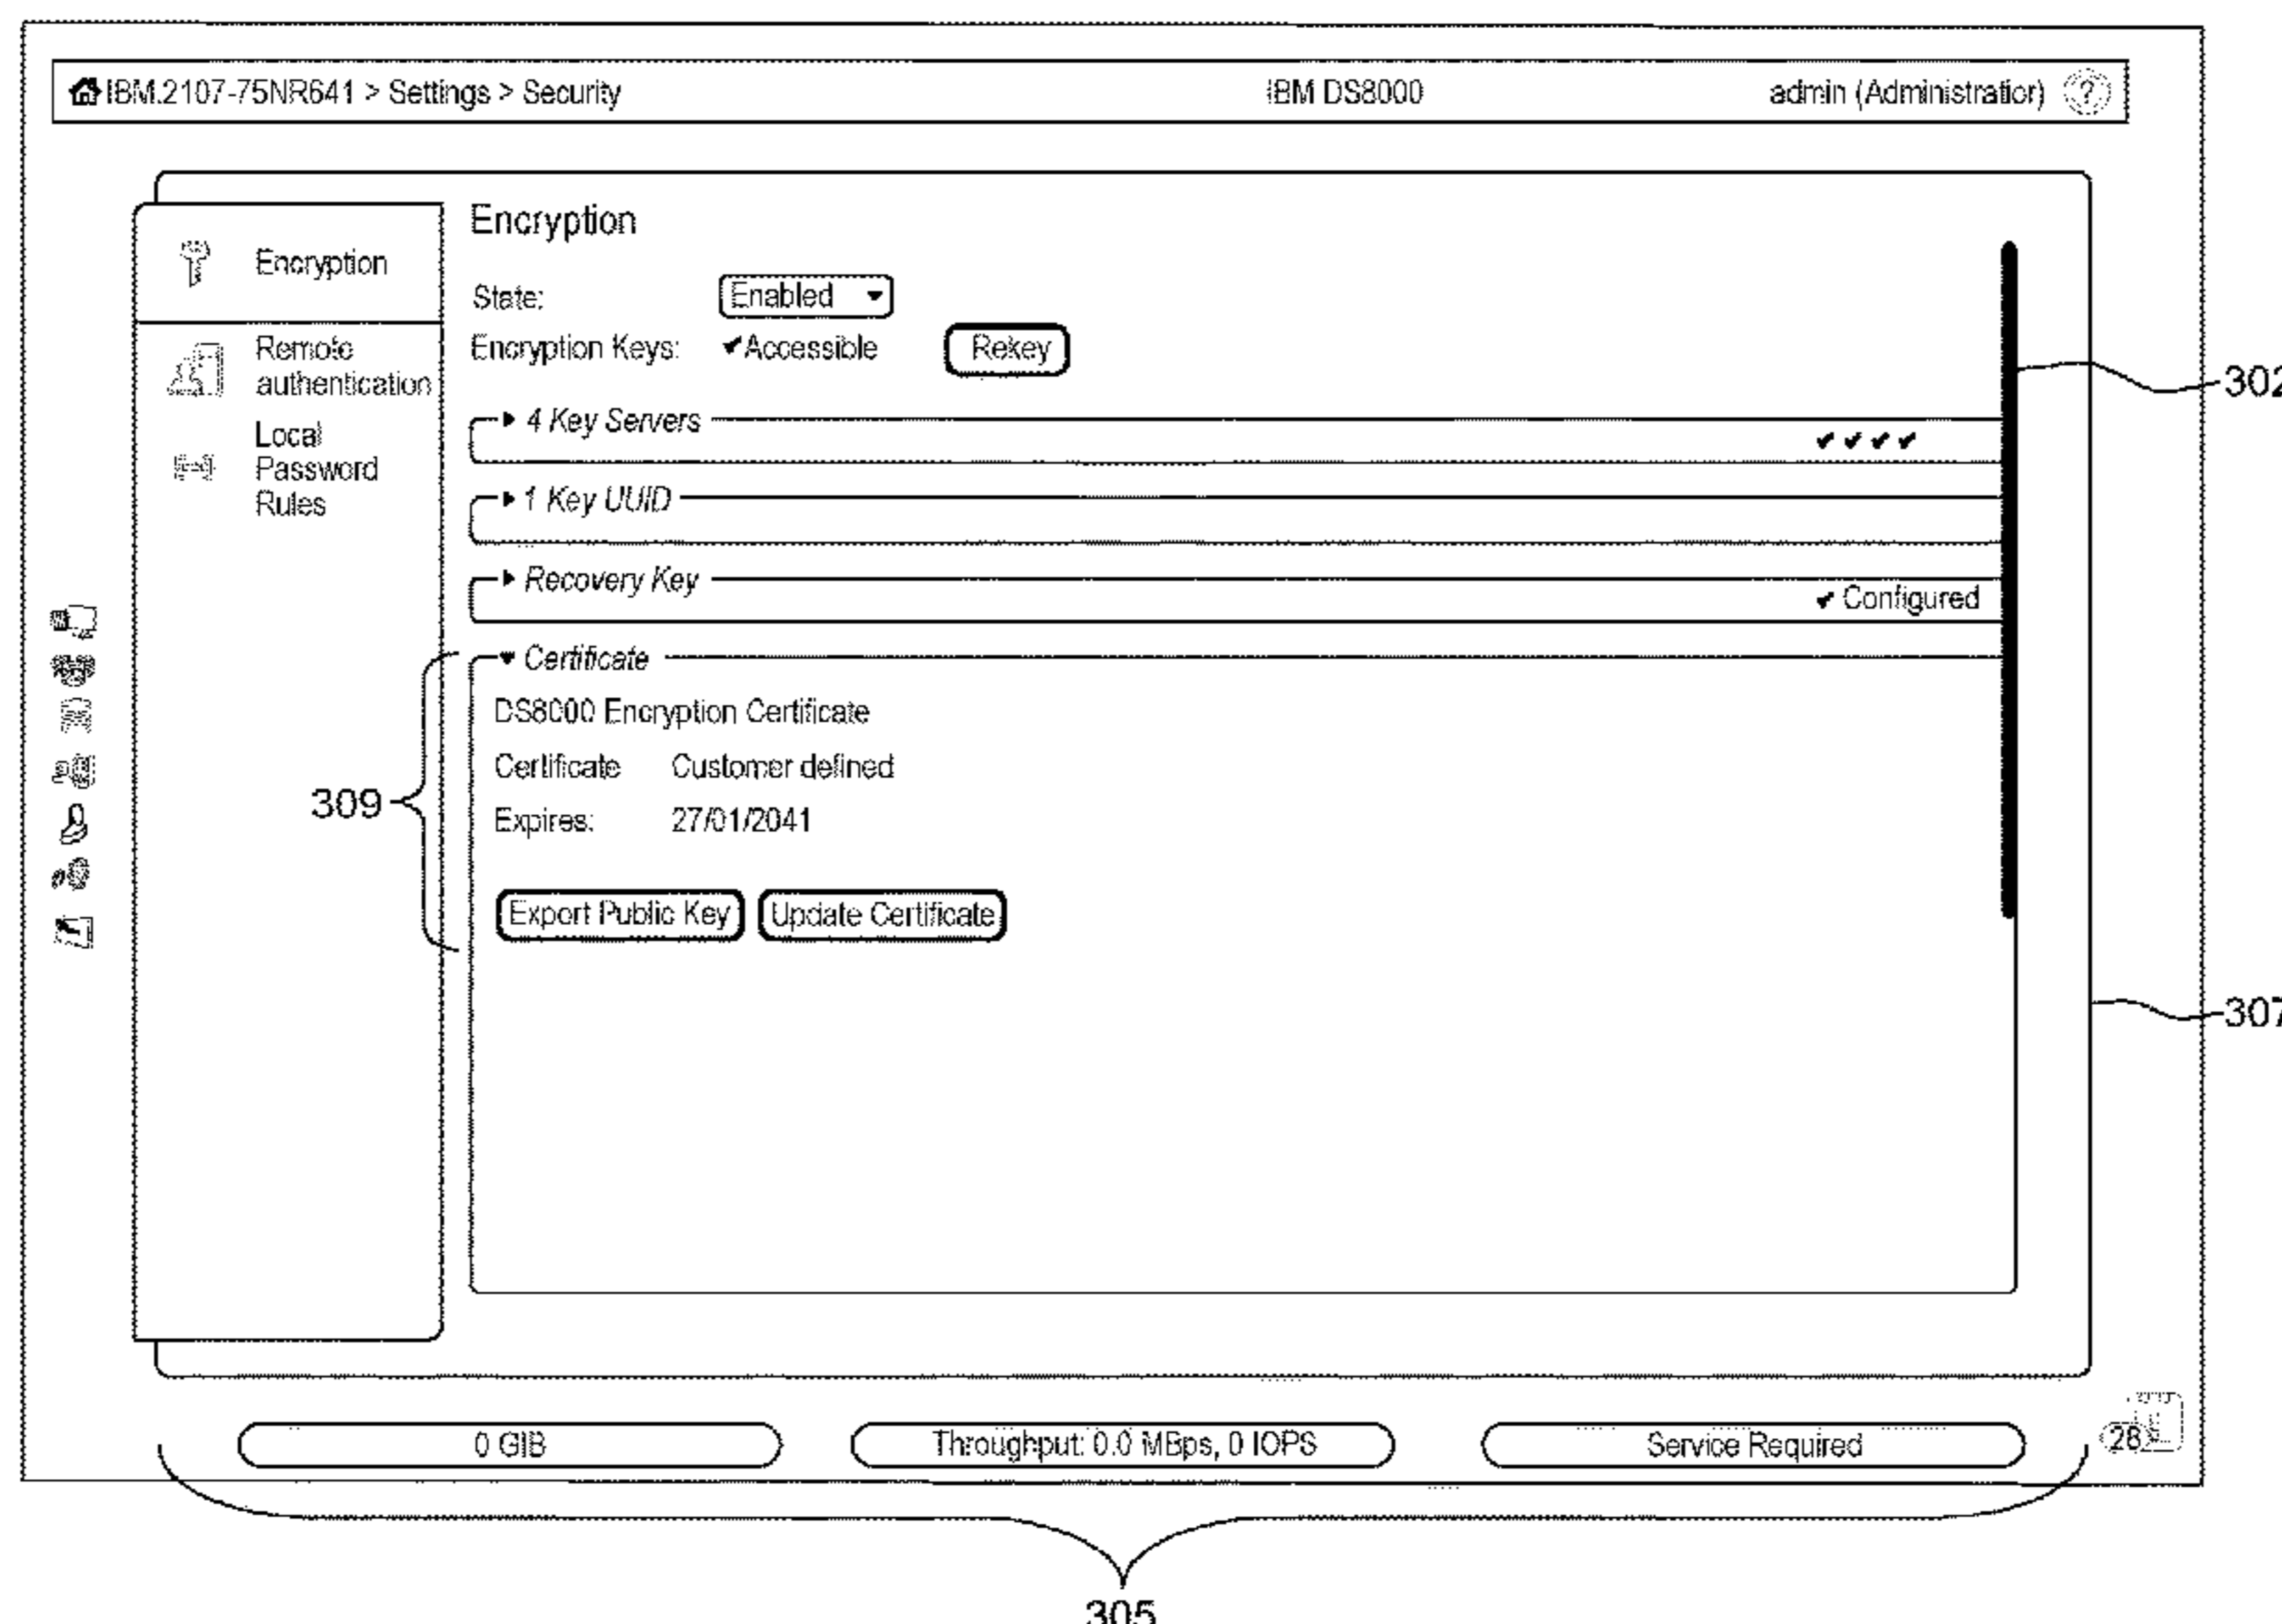 IBM.2107-75NR641 > Settings > Security
IBM DS8000
admin (Administratior)
?
Encryption
Remote
authentication
Local
Password
Rules
Encryption
State:
Enabled
Encryption Keys:
Accessible
Rekey
4 Key Servers
1 Key UUID
Recovery Key
Configured
Certificate
DS8000 Encryption Certificate
Certificate Customer defined
Expires: 27/01/2041
Export Public Key
Update Certificate
302
309
307
0 GIB
Throughput: 0.0 MBps, 0 IOPS
Service Required
28
305